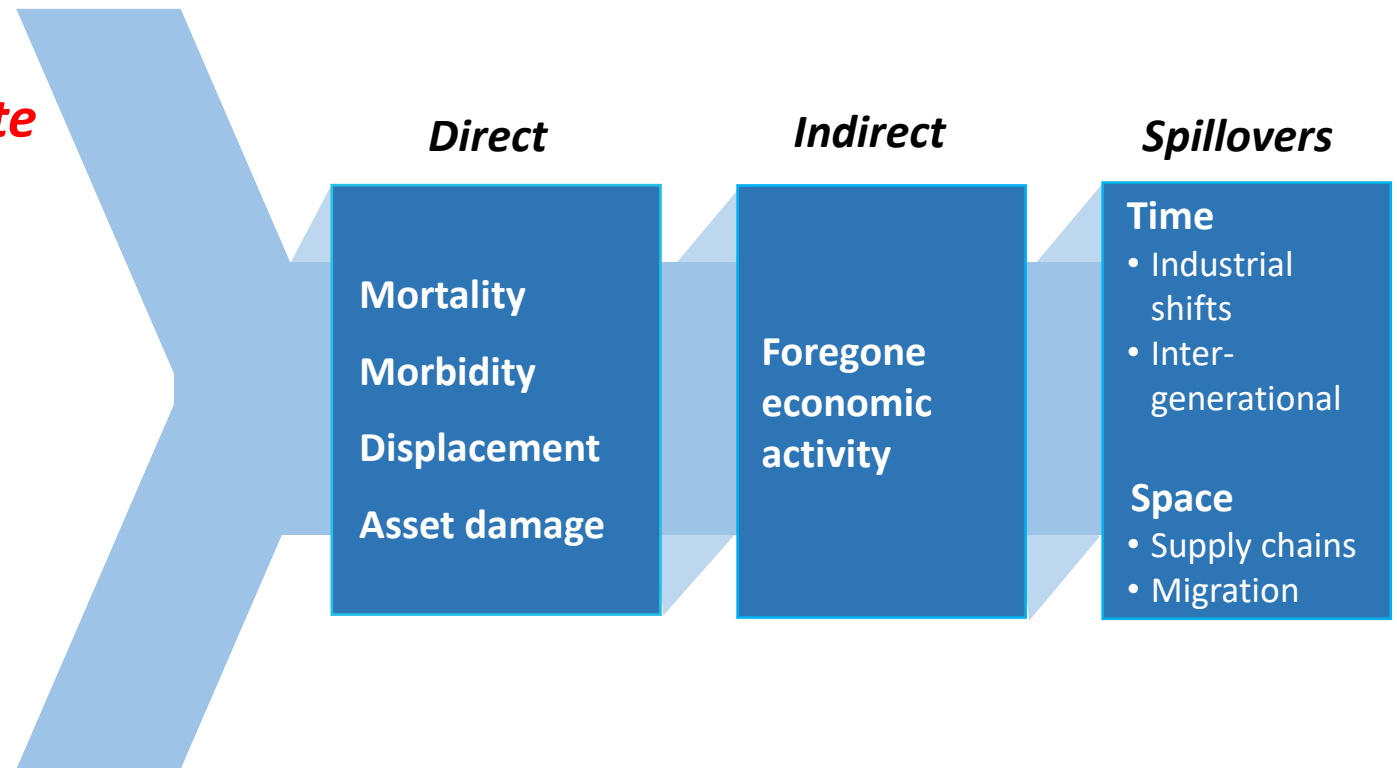 te
Direct
Indirect
Spillovers
Mortality
Morbidity
Displacement
Asset damage
Foregone
economic
activity
Time
• Industrial
shifts
• Inter-
generational
Space
• Supply chains
• Migration